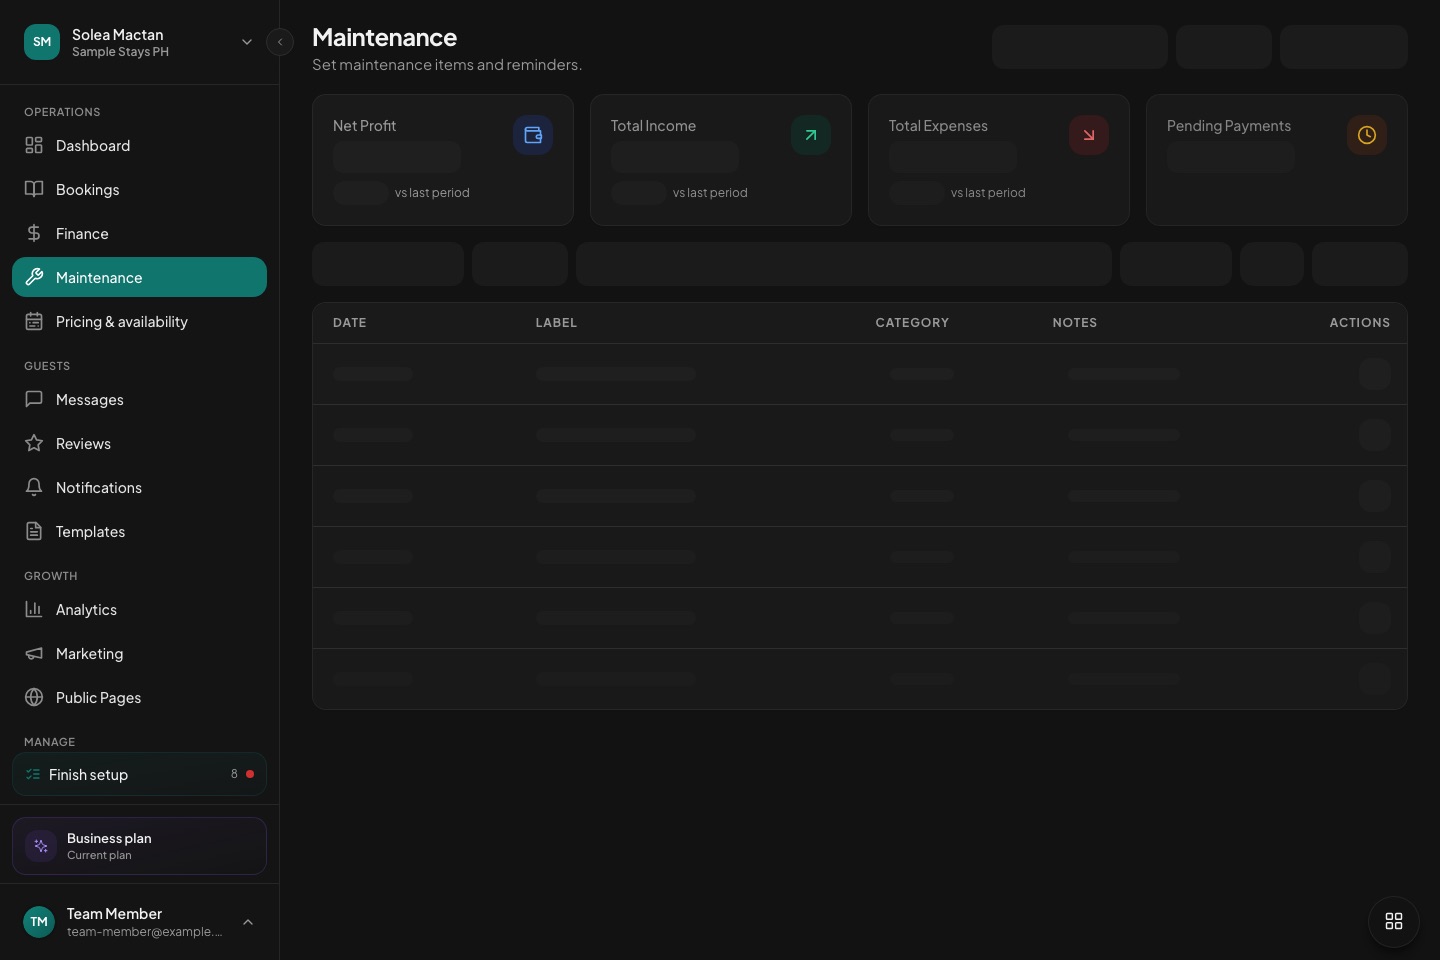 SM
Solea Mactan
Sample Stays PH
OPERATIONS
Dashboard
Bookings
Finance
Maintenance
Pricing & availability
GUESTS
Messages
Reviews
Notifications
Templates
GROWTH
Analytics
Marketing
Public Pages
MANAGE
Finish setup
8
Business plan
Current plan
TM
Team Member
team-member@example....
Maintenance
Set maintenance items and reminders.
Net Profit
vs last period
Total Income
vs last period
Total Expenses
vs last period
Pending Payments
DATE LABEL CATEGORY NOTES ACTIONS